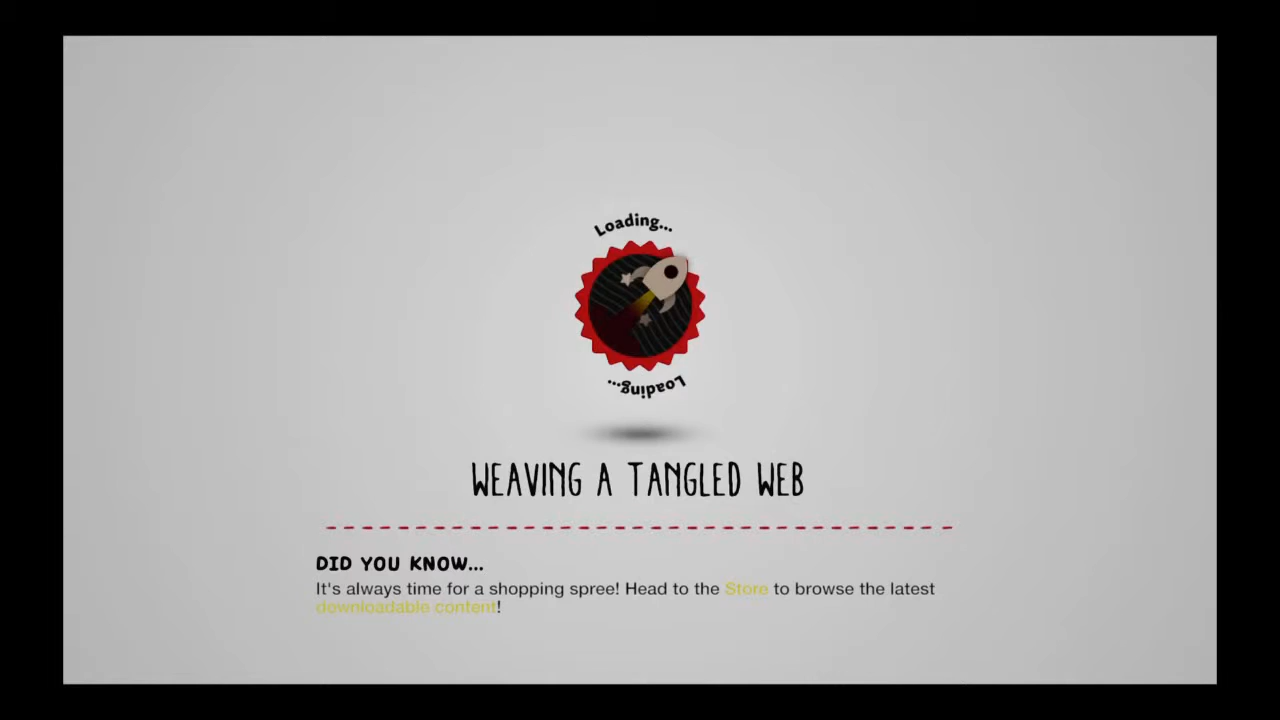 Loading...
Loading...
WEAVING A TANGLED WEB
DID YOU KNOW...
It's always time for a shopping spree! Head to the Store to browse the latest
downloadable content!